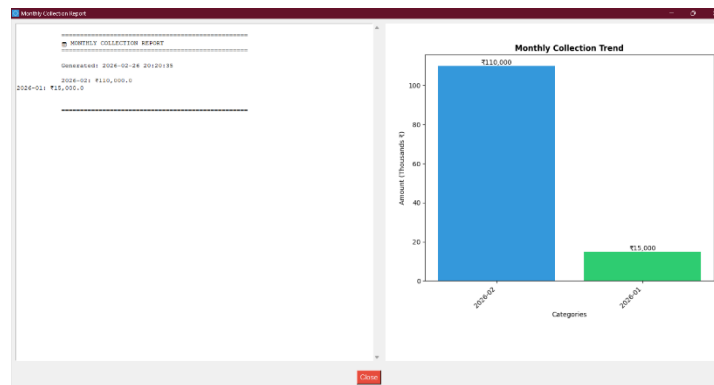 Monthly Collection Report
==================================================
MONTHLY COLLECTION REPORT
==================================================
Generated: 2026-02-26 20:20:35
2026-02: ₹110,000.0
2026-01: ₹15,000.0
==================================================
Monthly Collection Trend
₹110,000
100
80
60
40
20
0
Amount (Thousands ₹)
₹15,000
2026-02
2026-01
Categories
Close